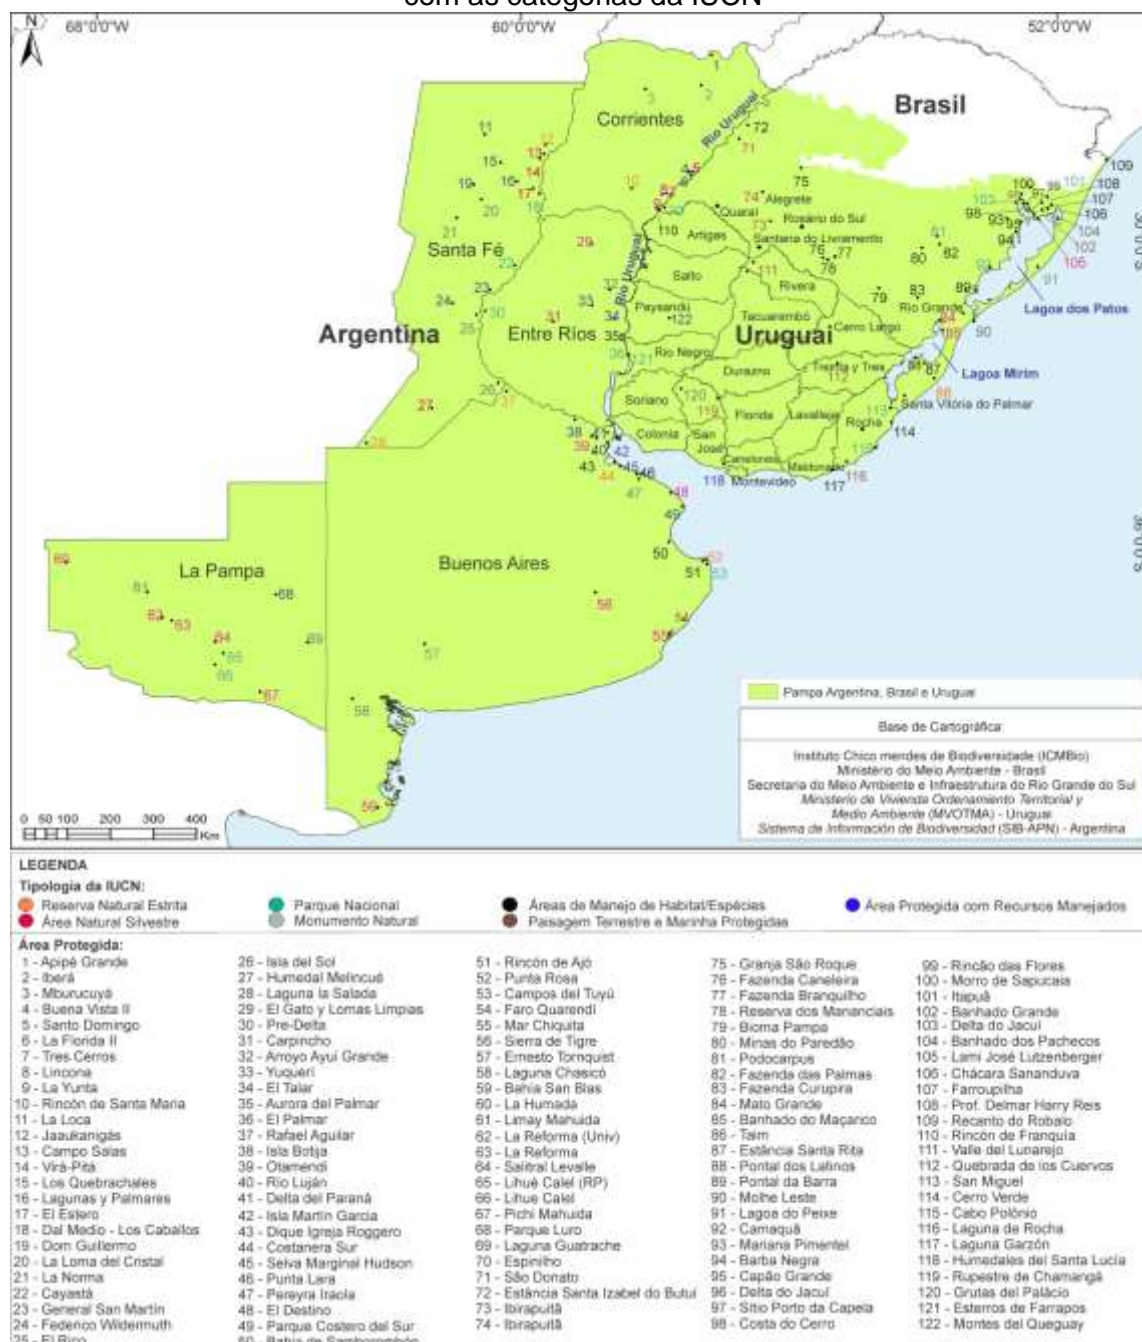 com as categorias da IUCN
N
68°0'0"W
60°0'0"W
52°0'0"W
Brasil
Corrientes
Rio Uruguai
Alegrete
Quaraí
Rosário do Sul
Santana do Livramento
Artigas
Santa Fé
Rio Uruguai
Salto
Rivera
Rio Grande
Lagoa dos Patos
Paysandú
Tacuarembó
Argentina
Entre Ríos
Uruguai
Cerro Largo
Rio Negro
Durazno
Treinta y Tres
Lagoa Mirim
Soriano
Florida
Lavalleja
Rocha
Santa Vitória do Palmar
Colonia
San José
Canelones
Maldonado
Montevideo
La Pampa
Buenos Aires
Pampa Argentina, Brasil e Uruguai
Base de Cartográfica:
Instituto Chico mendes de Biodiversidade (ICMBio)
Ministério do Meio Ambiente - Brasil
Secretaria do Meio Ambiente e Infraestrutura do Rio Grande do Sul
Ministerio de Vivienda Ordenamiento Territorial y
Medio Ambiente (MVOTMA) - Uruguai
Sistema de Información de Biodiversidad (SIB-APN) - Argentina
0 50 100 200 300 400
Km
LEGENDA
Tipologia da IUCN:
Reserva Natural Estrita
Área Natural Silvestre
Parque Nacional
Monumento Natural
Áreas de Manejo de Habitat/Espécies
Paisagem Terrestre e Marinha Protegidas
Área Protegida com Recursos Manejados
Área Protegida:
1 - Apipé Grande
2 - Iberá
3 - Mburucuyá
4 - Buena Vista II
5 - Santo Domingo
6 - La Florida II
7 - Tres Cerros
8 - Lincona
9 - La Yunta
10 - Rincón de Santa Maria
11 - La Loca
12 - Jaaukanigás
13 - Campo Salas
14 - Virá-Pitá
15 - Los Quebrachales
16 - Lagunas y Palmares
17 - El Estero
18 - Dal Medio - Los Caballos
19 - Dom Guillermo
20 - La Loma del Cristal
21 - La Norma
22 - Cayastá
23 - General San Martín
24 - Federico Wildermuth
25 - El Rico
26 - Isla del Sol
27 - Humedal Melincué
28 - Laguna la Salada
29 - El Gato y Lomas Limpias
30 - Pre-Delta
31 - Carpincho
32 - Arroyo Ayuí Grande
33 - Yuquerí
34 - El Talar
35 - Aurora del Palmar
36 - El Palmar
37 - Rafael Aguilar
38 - Isla Botija
39 - Otamendi
40 - Río Luján
41 - Delta del Paraná
42 - Isla Martin Garcia
43 - Dique Igreja Roggero
44 - Costanera Sur
45 - Selva Marginal Hudson
46 - Punta Lara
47 - Pereyra Iraola
48 - El Destino
49 - Parque Costero del Sur
50 - Bahia de Samborombón
51 - Rincón de Ajó
52 - Punta Rosa
53 - Campos del Tuyú
54 - Faro Querendí
55 - Mar Chiquita
56 - Sierra de Tigre
57 - Ernesto Tornquist
58 - Laguna Chasicó
59 - Bahía San Blas
60 - La Humada
61 - Limay Mahuida
62 - La Reforma (Univ)
63 - La Reforma
64 - Salitral Levalle
65 - Lihué Calel (RP)
66 - Lihue Calel
67 - Pichi Mahuida
68 - Parque Luro
69 - Laguna Guatrache
70 - Espinilho
71 - São Donato
72 - Estância Santa Izabel do Butuí
73 - Ibirapuitã
74 - Ibirapuitã
75 - Granja São Roque
76 - Fazenda Caneleira
77 - Fazenda Branquilho
78 - Reserva dos Mananciais
79 - Bioma Pampa
80 - Minas do Paredão
81 - Podocarpus
82 - Fazenda das Palmas
83 - Fazenda Curupira
84 - Mato Grande
85 - Banhado do Maçarico
86 - Taim
87 - Estância Santa Rita
88 - Pontal dos Latinos
89 - Pontal da Barra
90 - Molhe Leste
91 - Lagoa do Peixe
92 - Camaquã
93 - Mariana Pimentel
94 - Barba Negra
95 - Capão Grande
96 - Delta do Jacuí
97 - Sítio Porto da Capela
98 - Costa do Cerro
99 - Rincão das Flores
100 - Morro de Sapucaia
101 - Itapuã
102 - Banhado Grande
103 - Delta do Jacuí
104 - Banhado dos Pachecos
105 - Lami José Lutzenberger
106 - Chácara Sananduva
107 - Farroupilha
108 - Prof. Delmar Harry Reis
109 - Recanto do Robalo
110 - Rincón de Franquía
111 - Valle del Lunarejo
112 - Quebrada de los Cuervos
113 - San Miguel
114 - Cerro Verde
115 - Cabo Polônio
116 - Laguna de Rocha
117 - Laguna Garzón
118 - Humedales del Santa Lucía
119 - Rupestre de Chamangá
120 - Grutas del Palácio
121 - Esterros de Farrapos
122 - Montes del Queguay